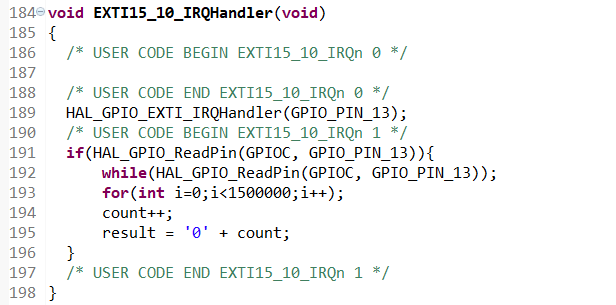 184 void EXTI15_10_IRQHandler(void)
185 {
186 /* USER CODE BEGIN EXTI15_10_IRQn 0 */
187
188 /* USER CODE END EXTI15_10_IRQn 0 */
189 HAL_GPIO_EXTI_IRQHandler(GPIO_PIN_13);
190 /* USER CODE BEGIN EXTI15_10_IRQn 1 */
191 if(HAL_GPIO_ReadPin(GPIOC, GPIO_PIN_13)){
192 while(HAL_GPIO_ReadPin(GPIOC, GPIO_PIN_13));
193 for(int i=0;i<1500000;i++);
194 count++;
195 result = '0' + count;
196 }
197 /* USER CODE END EXTI15_10_IRQn 1 */
198 }